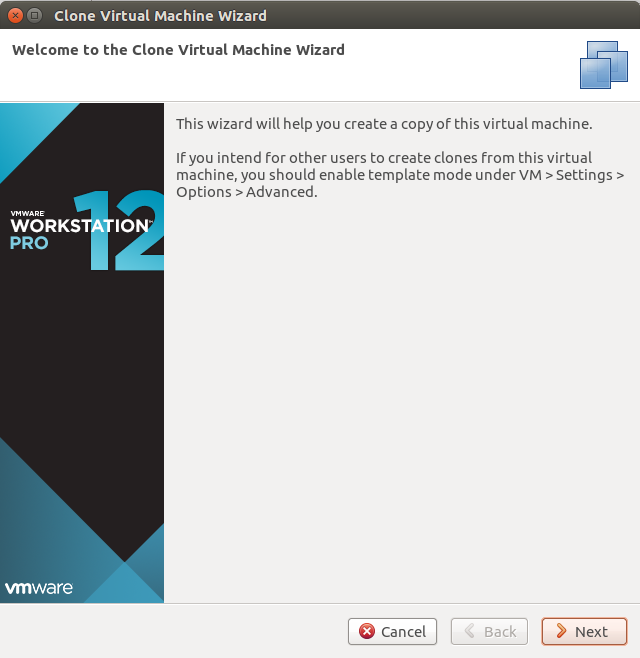 Clone Virtual Machine Wizard
Welcome to the Clone Virtual Machine Wizard
This wizard will help you create a copy of this virtual machine.
If you intend for other users to create clones from this virtual
machine, you should enable template mode under VM > Settings >
Options > Advanced.
VMWARE
WORKSTATION™
PRO
12
vmware
Cancel
Back
Next